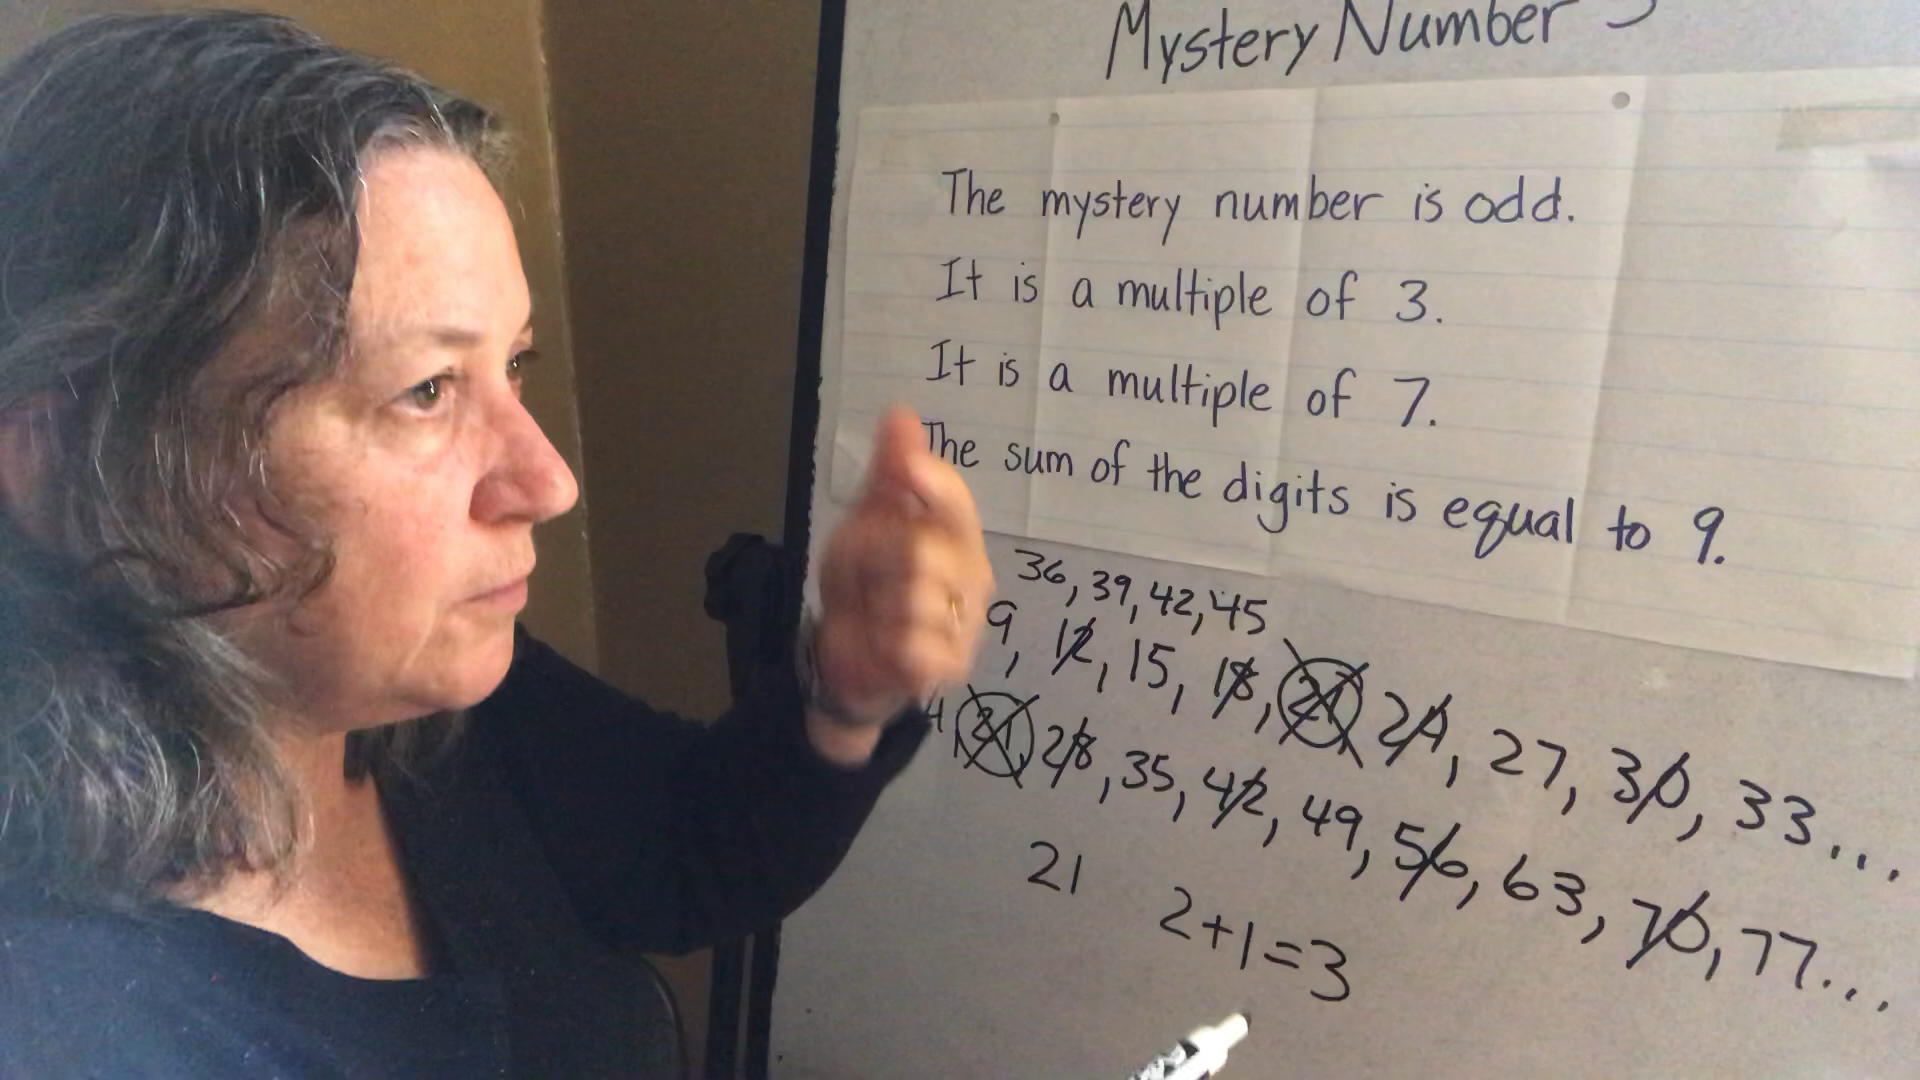 Mystery Number
The mystery number is odd.
It is a multiple of 3.
It is a multiple of 7.
The sum of the digits is equal to 9.
36, 39, 42, 45
9, 12, 15, 18, 21 24, 27, 30, 33...
4, 21 28, 35, 42, 49, 56, 63, 70, 77...
21 2+1=3